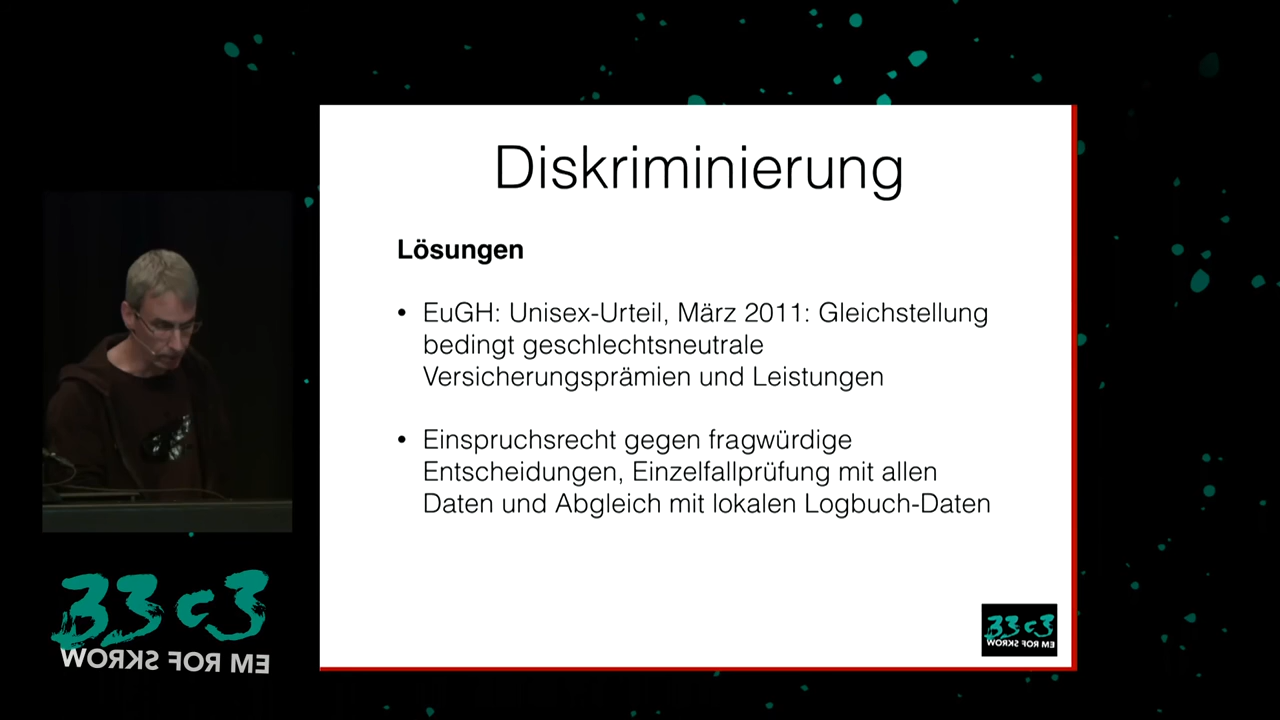 Diskriminierung
Lösungen
• EuGH: Unisex-Urteil, März 2011: Gleichstellung
bedingt geschlechtsneutrale
Versicherungsprämien und Leistungen
• Einspruchsrecht gegen fragwürdige
Entscheidungen, Einzelfallprüfung mit allen
Daten und Abgleich mit lokalen Logbuch-Daten
33c3
WORKS FOR ME
33c3
WORKS FOR ME